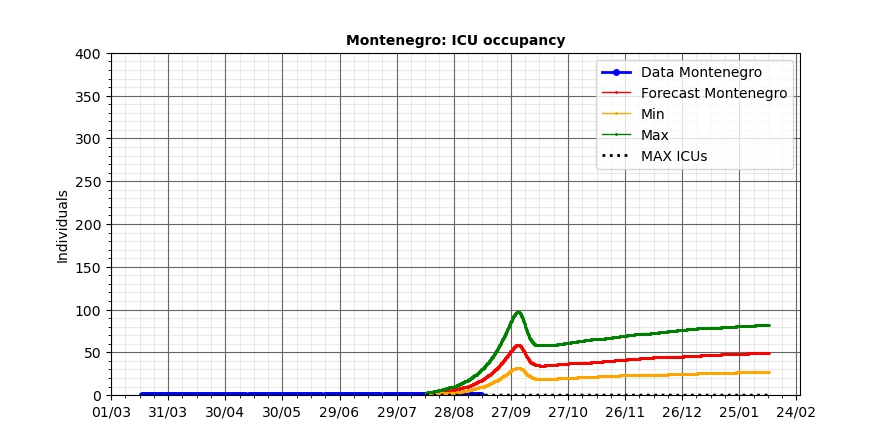 Montenegro: ICU occupancy
400
350
300
250
200
150
100
50
0
Individuals
Data Montenegro
Forecast Montenegro
Min
Max
MAX ICUs
01/03 31/03 30/04 30/05 29/06 29/07 28/08 27/09 27/10 26/11 26/12 25/01 24/02